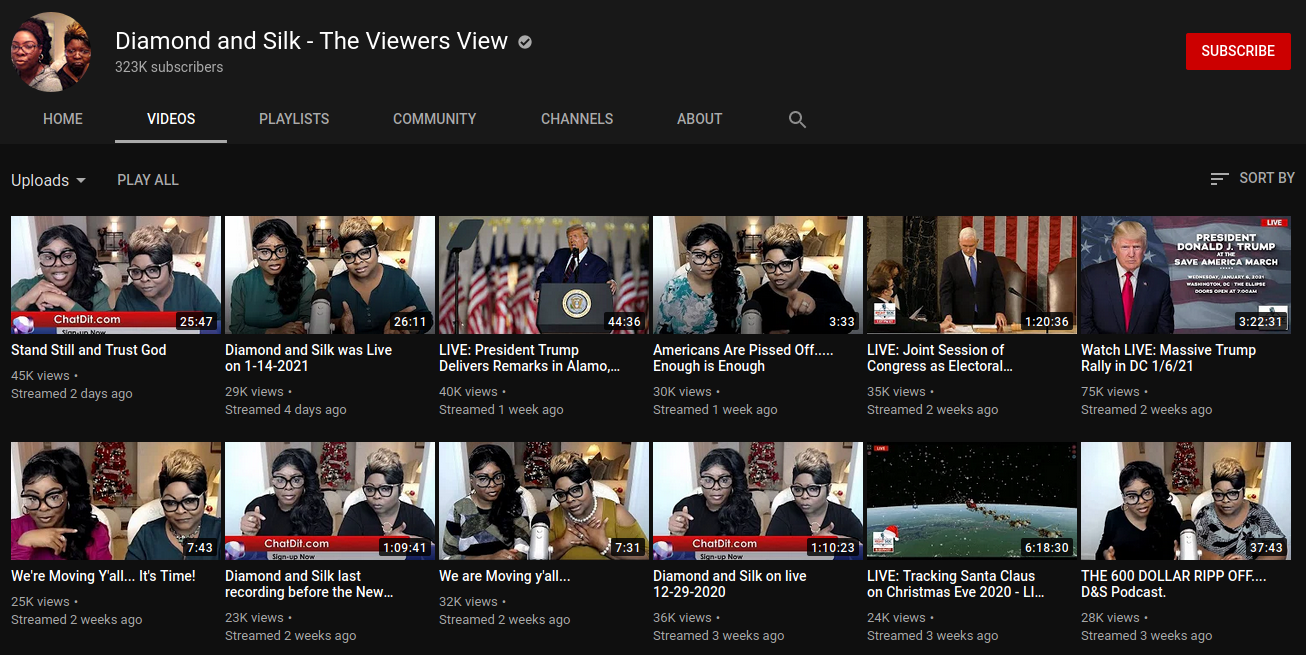 Diamond and Silk - The Viewers View
323K subscribers
SUBSCRIBE
HOME
VIDEOS
PLAYLISTS
COMMUNITY
CHANNELS
ABOUT
Uploads
PLAY ALL
SORT BY
ChatDit.com
Sign-up Now
25:47
26:11
44:36
3:33
1:20:36
LIVE
PRESIDENT
DONALD J. TRUMP
AT THE
SAVE AMERICA MARCH
WEDNESDAY, JANUARY 6, 2021
WASHINGTON, DC · THE ELLIPSE
DOORS OPEN AT 7:00AM
3:22:31
Stand Still and Trust God
45K views •
Streamed 2 days ago
Diamond and Silk was Live
on 1-14-2021
29K views •
Streamed 4 days ago
LIVE: President Trump
Delivers Remarks in Alamo,...
40K views •
Streamed 1 week ago
Americans Are Pissed Off.....
Enough is Enough
30K views •
Streamed 1 week ago
LIVE: Joint Session of
Congress as Electoral...
35K views •
Streamed 2 weeks ago
Watch LIVE: Massive Trump
Rally in DC 1/6/21
75K views •
Streamed 2 weeks ago
7:43
ChatDit.com
Sign-up Now
1:09:41
7:31
ChatDit.com
Sign-up Now
1:10:23
LIVE
6:18:30
37:43
We're Moving Y'all... It's Time!
25K views •
Streamed 2 weeks ago
Diamond and Silk last
recording before the New...
23K views •
Streamed 2 weeks ago
We are Moving y'all...
32K views •
Streamed 2 weeks ago
Diamond and Silk on live
12-29-2020
36K views •
Streamed 3 weeks ago
LIVE: Tracking Santa Claus
on Christmas Eve 2020 - LI...
24K views •
Streamed 3 weeks ago
THE 600 DOLLAR RIPP OFF....
D&S Podcast.
28K views •
Streamed 3 weeks ago